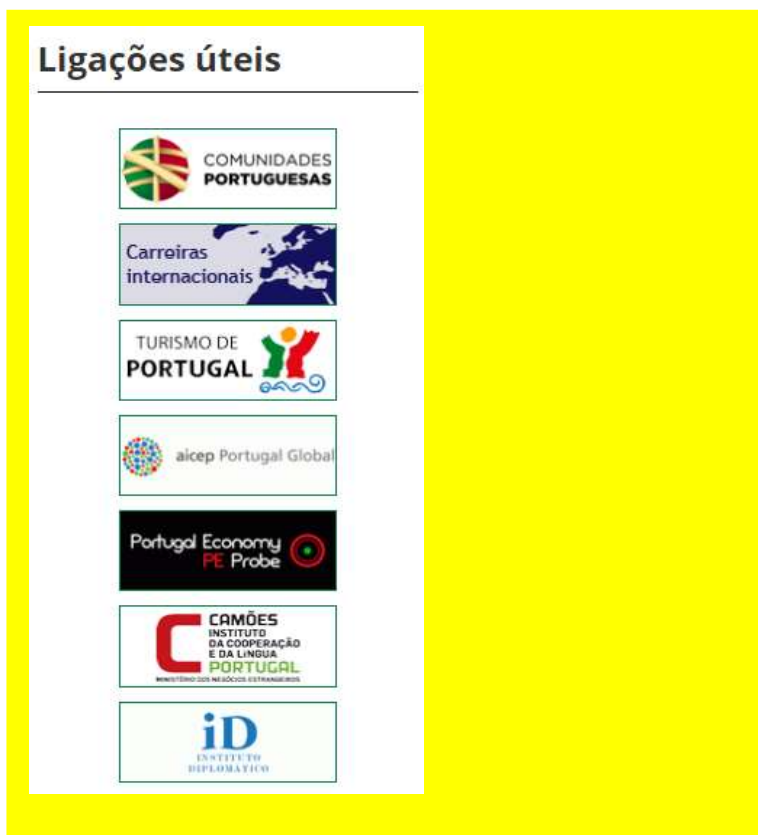 Ligações úteis
COMUNIDADES
PORTUGUESAS
Carreiras
internacionais
TURISMO DE
PORTUGAL
aicep Portugal Global
Portugal Economy
PE Probe
CAMÕES
INSTITUTO
DA COOPERAÇÃO
E DA LÍNGUA
PORTUGAL
MINISTÉRIO DOS NEGÓCIOS ESTRANGEIROS
iD
INSTITUTO
DIPLOMÁTICO